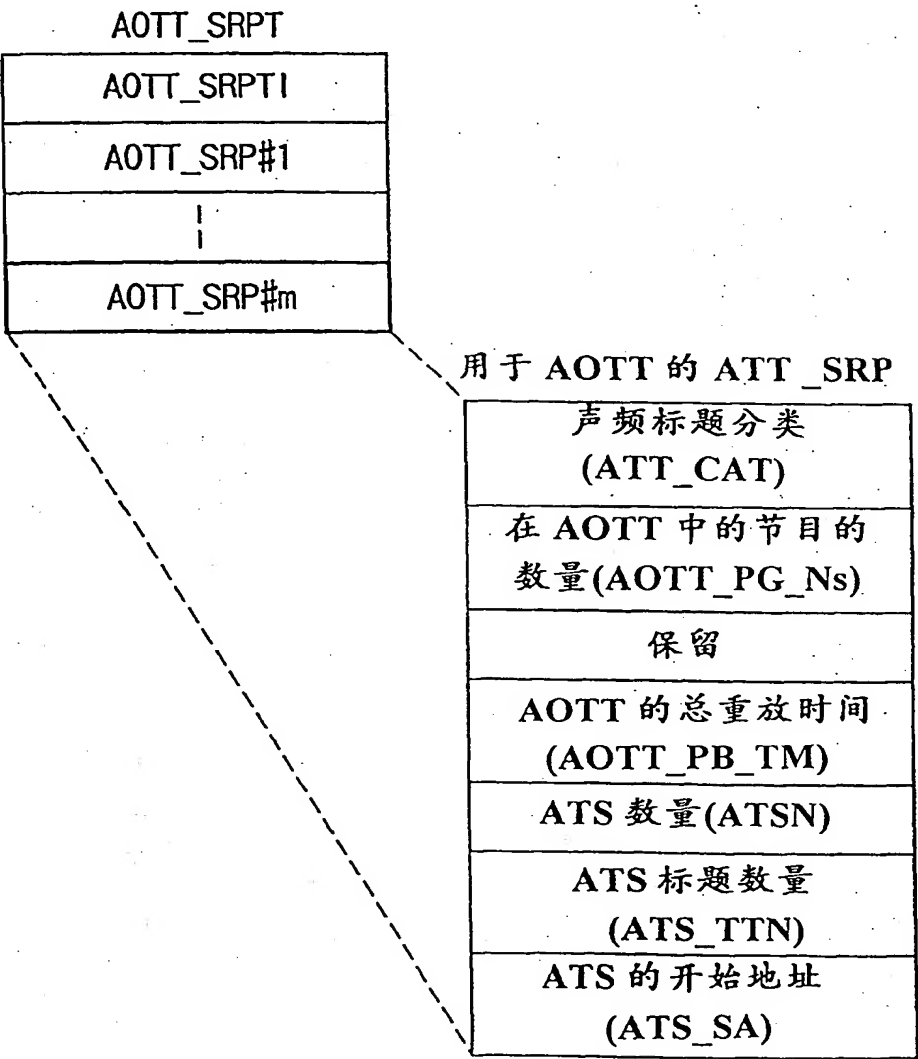 AOTT_SRPT
AOTT_SRPTI
AOTT_SRP#1
AOTT_SRP#m
用于 AOTT 的 ATT _SRP
声频标题分类
(ATT_CAT)
在 AOTT 中的节目的
数量(AOTT_PG_Ns)
保留
AOTT 的总重放时间
(AOTT_PB_TM)
ATS 数量(ATSN)
ATS 标题数量
(ATS_TTN)
ATS 的开始地址
(ATS_SA)